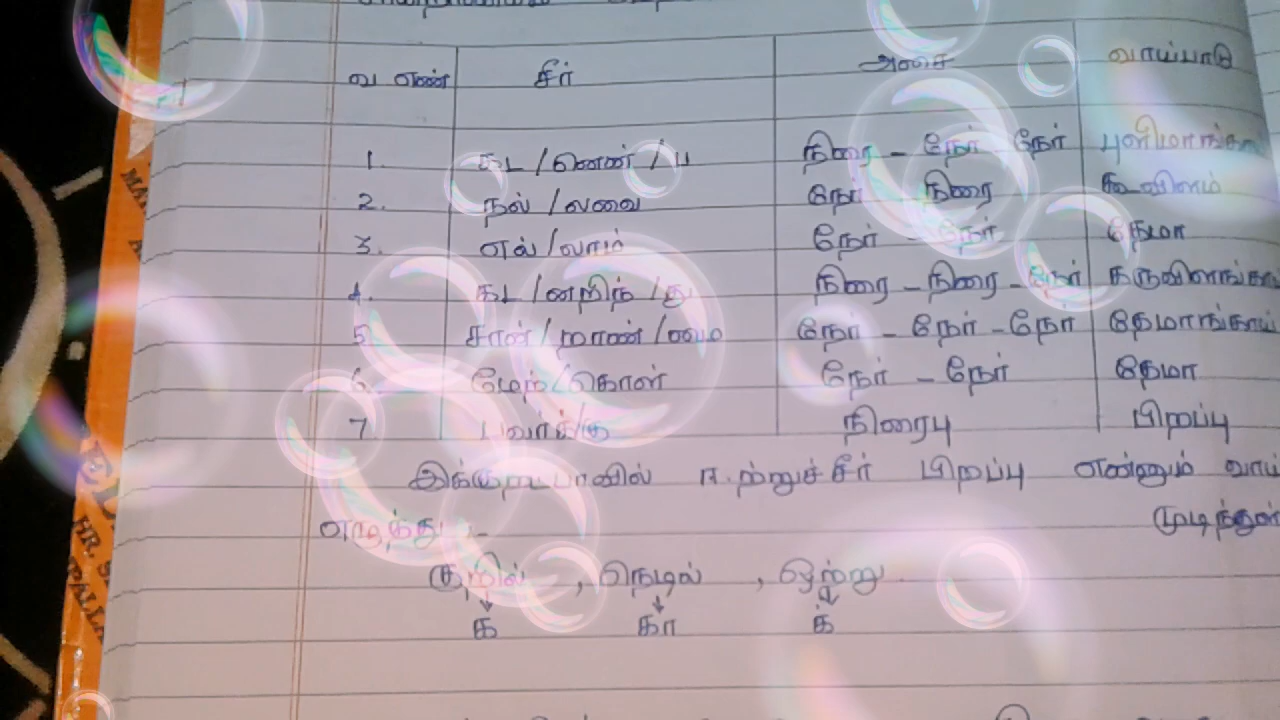 வ எண் சீர் அசை வாய்பாடு
1. கட / னென் / ப நிரை - நேர் நேர் புளிமாங்காய்
2. நல் / லவை நேர் நிரை கூவிளம்
3. எல் / லாம் நேர் - நேர் தேமா
4. கட / னறிந் / து நிரை - நிரை - நேர் கருவிளங்காய்
5 சான் / றாண் / மை நேர் - நேர் - நேர் தேமாங்காய்
6 மேற் / கொள் நேர் - நேர் தேமா
7 பவர்க் / கு நிரைபு பிறப்பு
இக்குறட்பாவில் ஈற்றுச் சீர் பிறப்பு என்னும் வாய்
முடிந்துள்
குறில் , நெடில் , ஒற்று
க கா க்